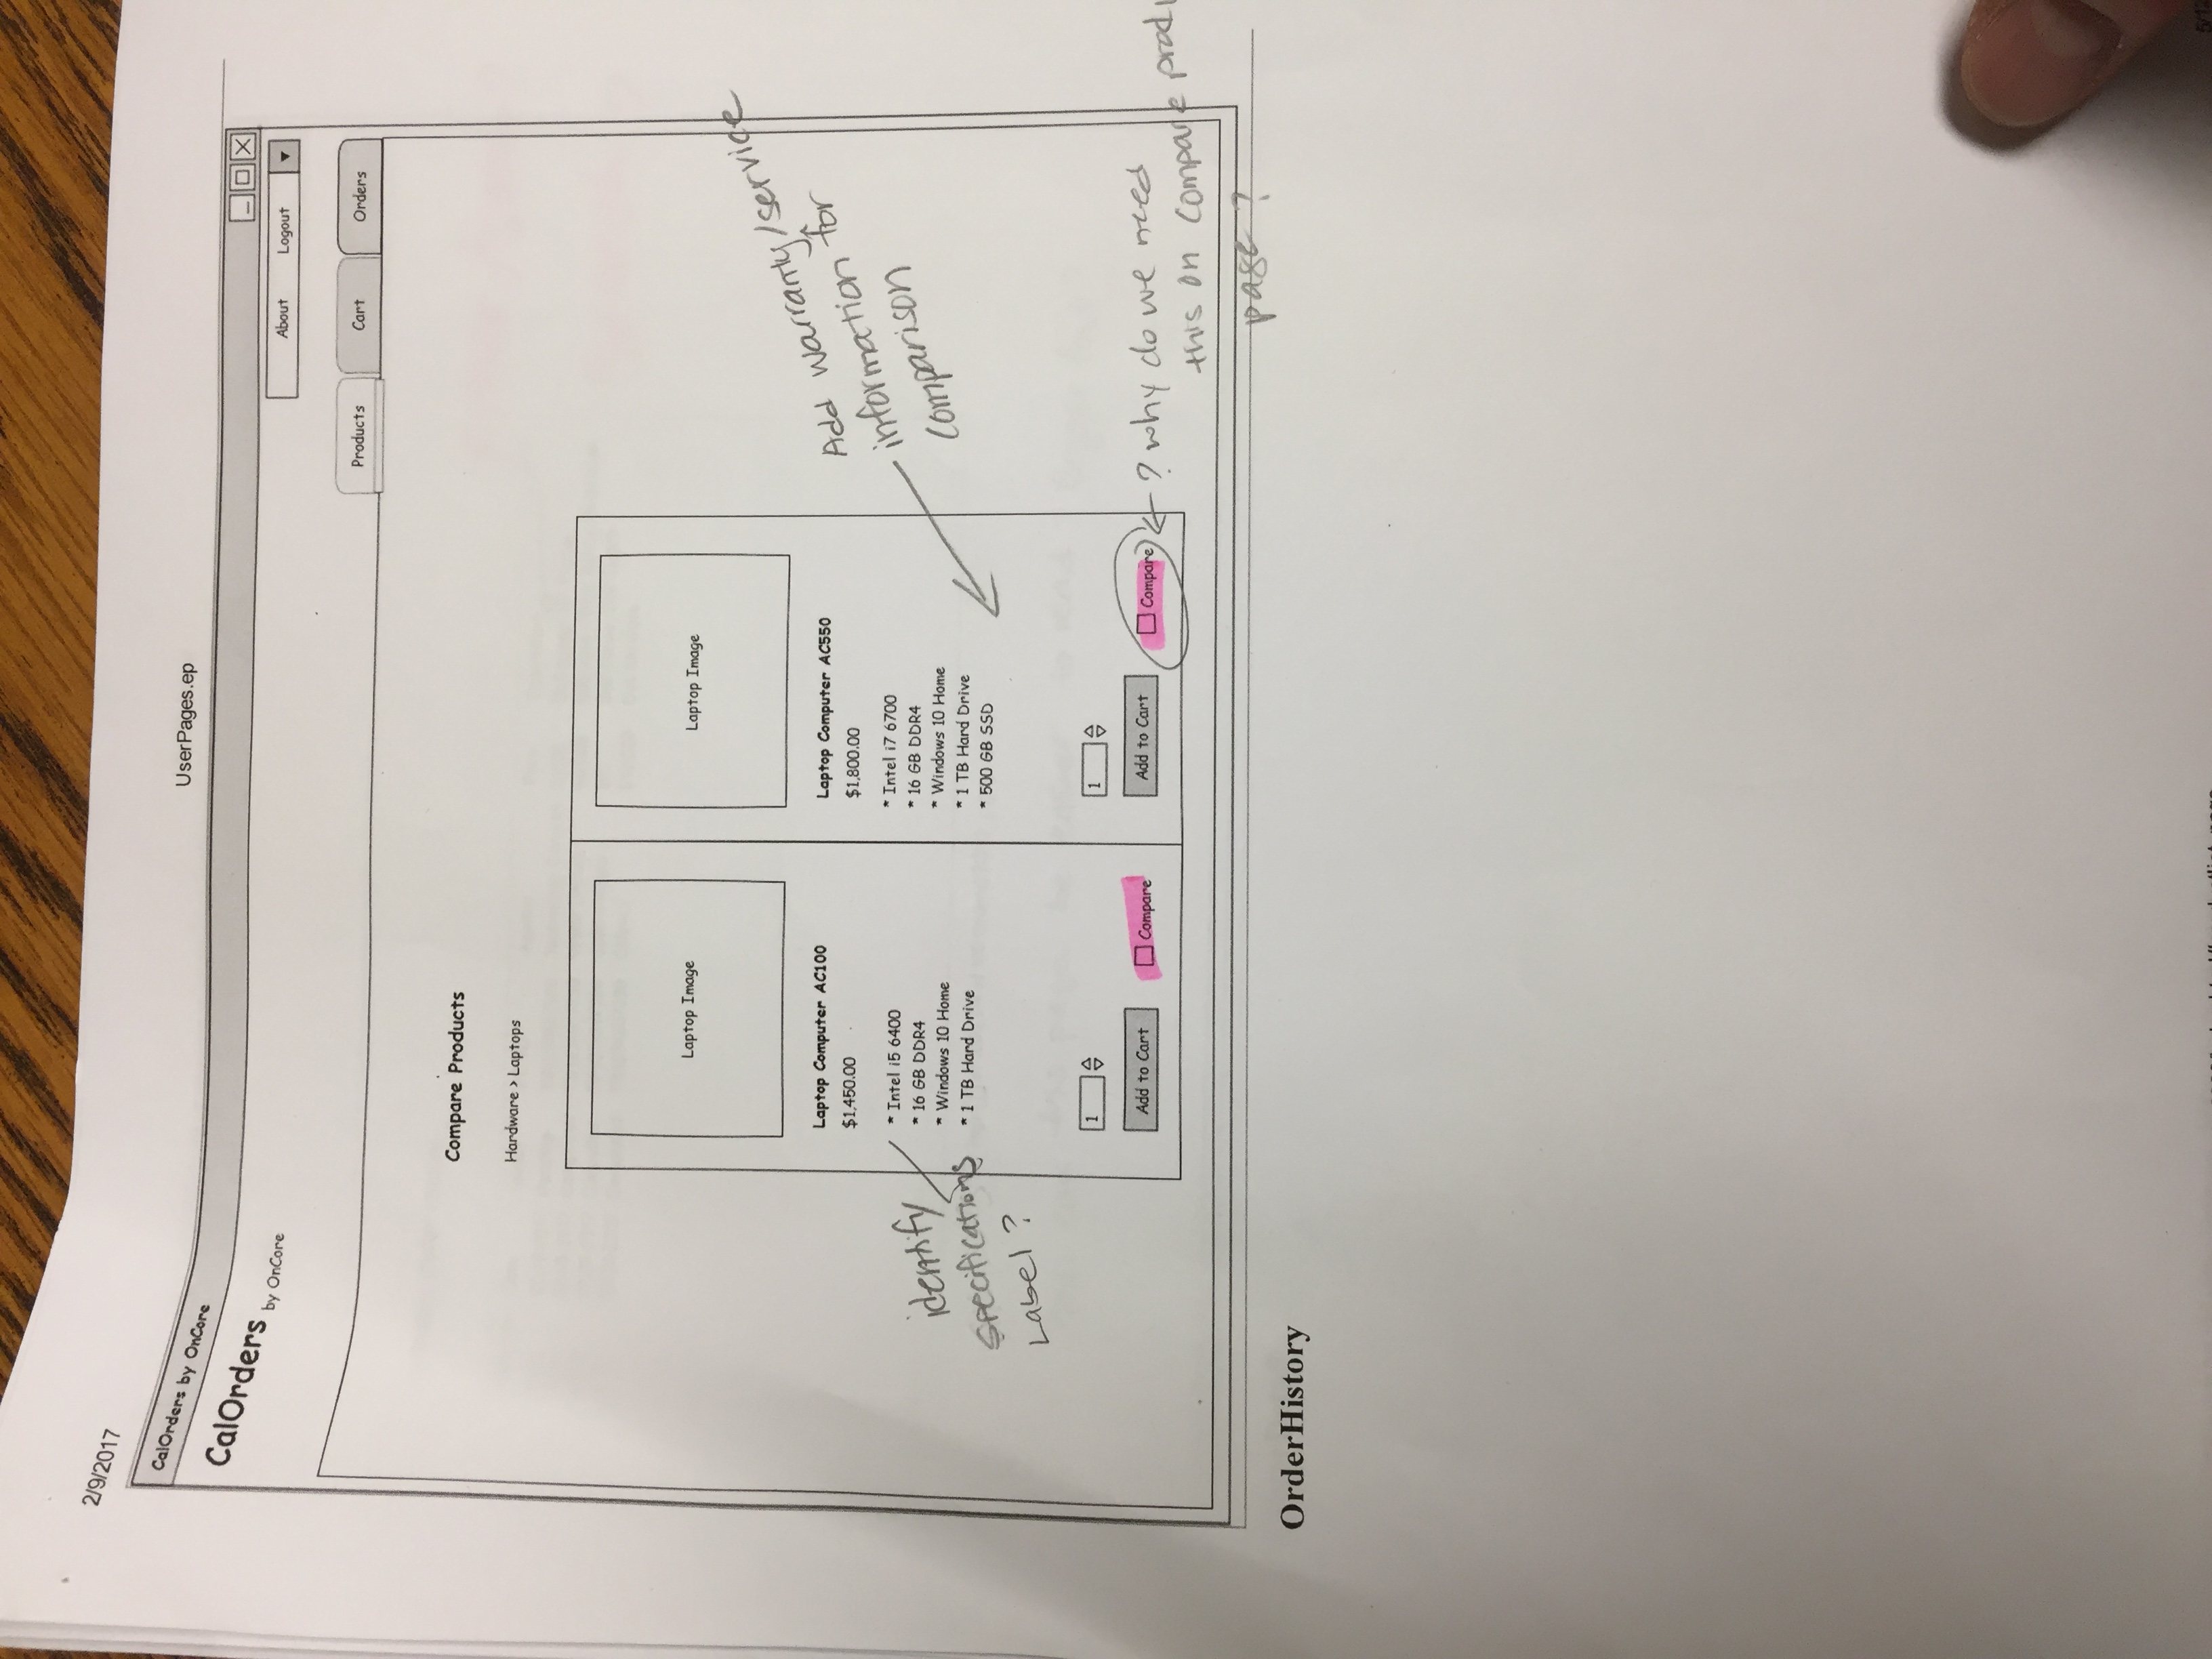 2/9/2017
UserPages.ep
CalOrders by OnCore
CalOrders by OnCore
About Logout
Products Cart Orders
Compare Products
Hardware > Laptops
Laptop Image
Laptop Image
Laptop Computer AC100
$1,450.00
* Intel i5 6400
* 16 GB DDR4
* Windows 10 Home
* 1 TB Hard Drive
1
Add to Cart
Compare
Laptop Computer AC550
$1,800.00
* Intel i7 6700
* 16 GB DDR4
* Windows 10 Home
* 1 TB Hard Drive
* 500 GB SSD
1
Add to Cart
Compare
identify
specifications
Label ?
Add warranty/service
information for
comparison
? why do we need
this on compare
page ?
OrderHistory